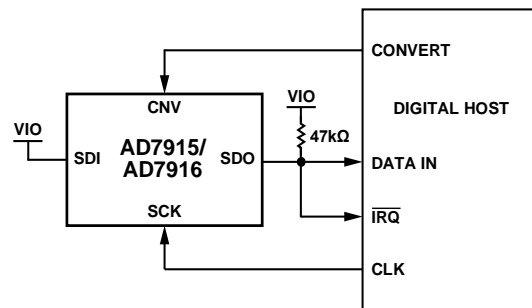 CONVERT
CNV
VIO
DIGITAL HOST
VIO
47kΩ
SDI
AD7915/
AD7916
SDO
DATA IN
SCK
IRQ
CLK